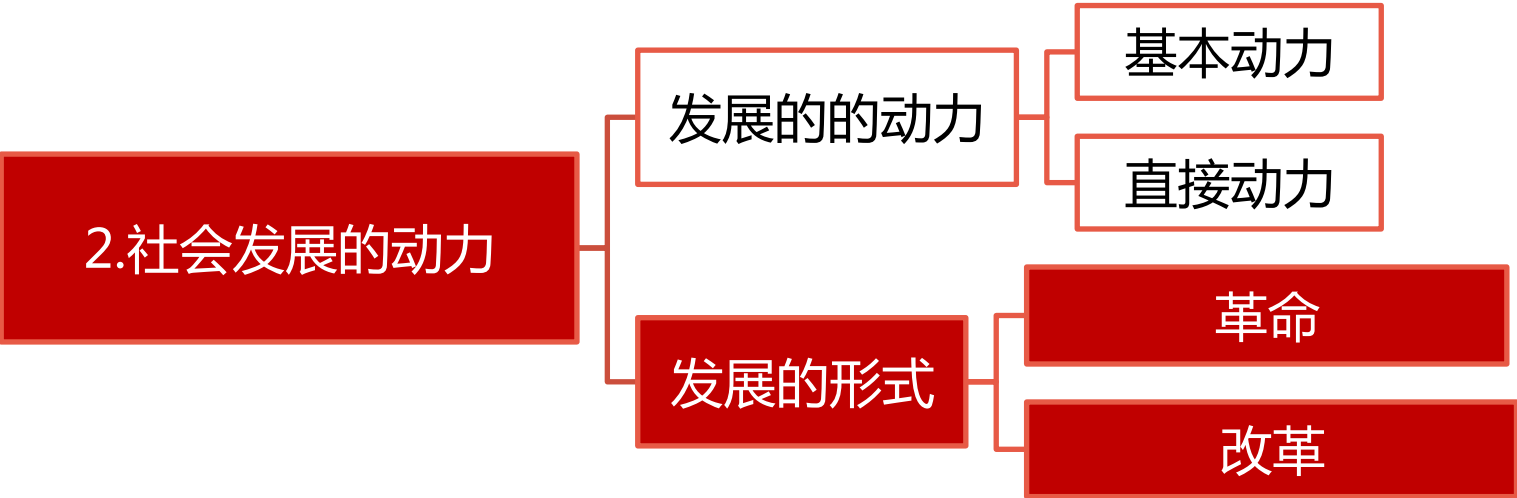 2.社会发展的动力
发展的的动力
基本动力
直接动力
发展的形式
革命
改革